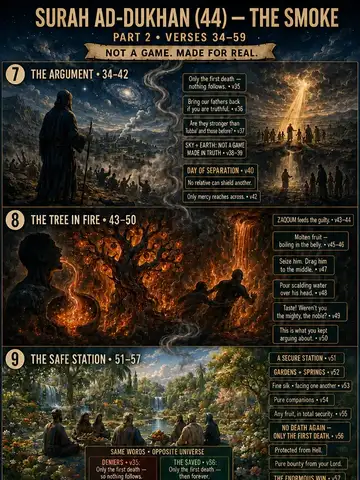 SURAH AD-DUKHAN (44) — THE SMOKE
PART 2 • VERSES 34–59
NOT A GAME. MADE FOR REAL.
7 THE ARGUMENT • 34–42
Only the first death —
nothing follows. • v35
Bring our fathers back
if you are truthful. • v36
Are they stronger than
Tubba' and those before? • v37
SKY + EARTH: NOT A GAME
MADE IN TRUTH • v38–39
DAY OF SEPARATION • v40
No relative can shield another.
Only mercy reaches across. • v42
8 THE TREE IN FIRE • 43–50
ZAQQUM feeds the guilty. • v43–44
Molten fruit —
boiling in the belly. • v45–46
Seize him. Drag him
to the middle. • v47
Pour scalding water
over his head. • v48
Taste! Weren't you
the mighty, the noble? • v49
This is what you kept
arguing about. • v50
9 THE SAFE STATION • 51–57
A SECURE STATION • v51
GARDENS + SPRINGS • v52
Fine silk • facing one another • v53
Pure companions • v54
Any fruit, in total security. • v55
NO DEATH AGAIN —
ONLY THE FIRST DEATH • v56
Protected from Hell.
Pure bounty from your Lord.
THE ENORMOUS WIN • v57
SAME WORDS • OPPOSITE UNIVERSE
DENIERS • v35:
Only the first death —
so nothing follows.
THE SAVED • v56:
Only the first death —
then forever.